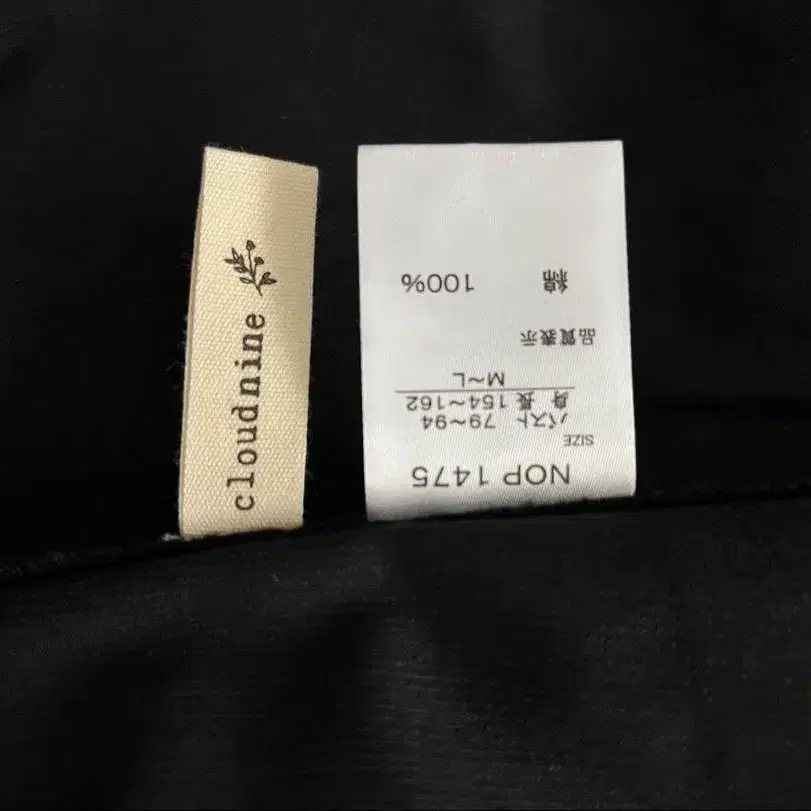 cloudnine
NOP 1475
SIZE
バスト 79~94
身 長 154~162
M~L
品質表示
綿 100%